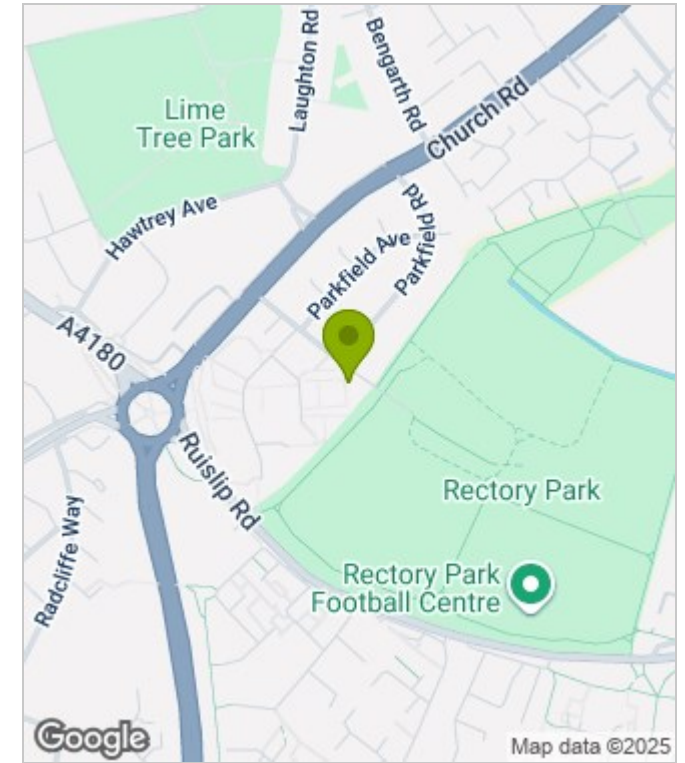 Laughton Rd
Bengarth Rd
Lime
Tree Park
Church Rd
Hawtrey Ave
Parkfield Rd
Parkfield Ave
A4180
Ruislip Rd
Rectory Park
Radcliffe Way
Rectory Park
Football Centre
Google
Map data ©2025